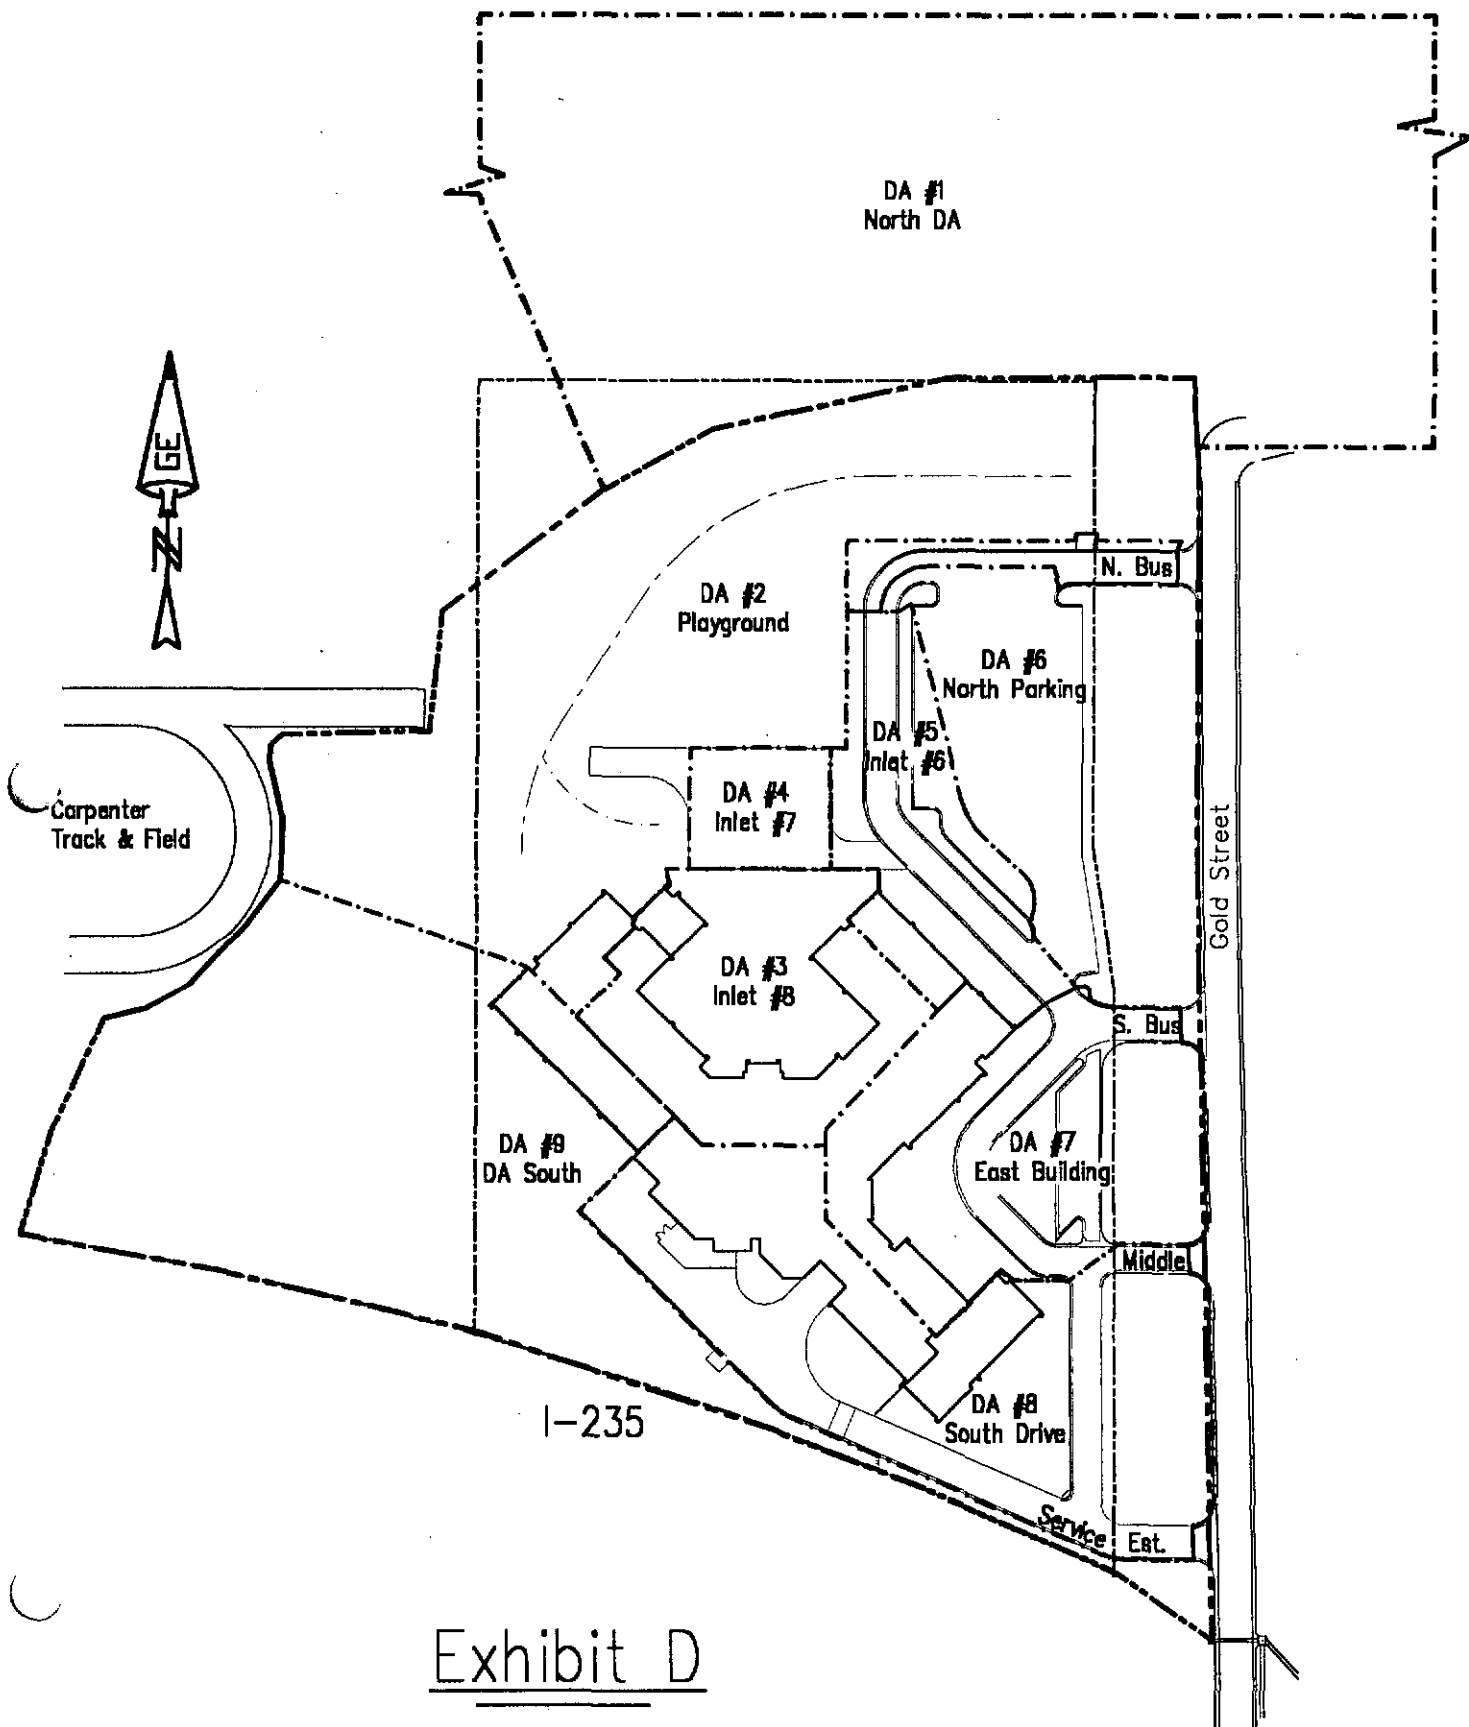 DA #1
North DA
GE
N
N. Bus
DA #2
Playground
DA #6
North Parking
DA #5
Inlet #6
DA #4
Inlet #7
Carpenter
Track & Field
Gold Street
DA #3
Inlet #8
S. Bus
DA #9
DA South
DA #7
East Building
Middle
I-235
DA #8
South Drive
Service Ent.
Exhibit D